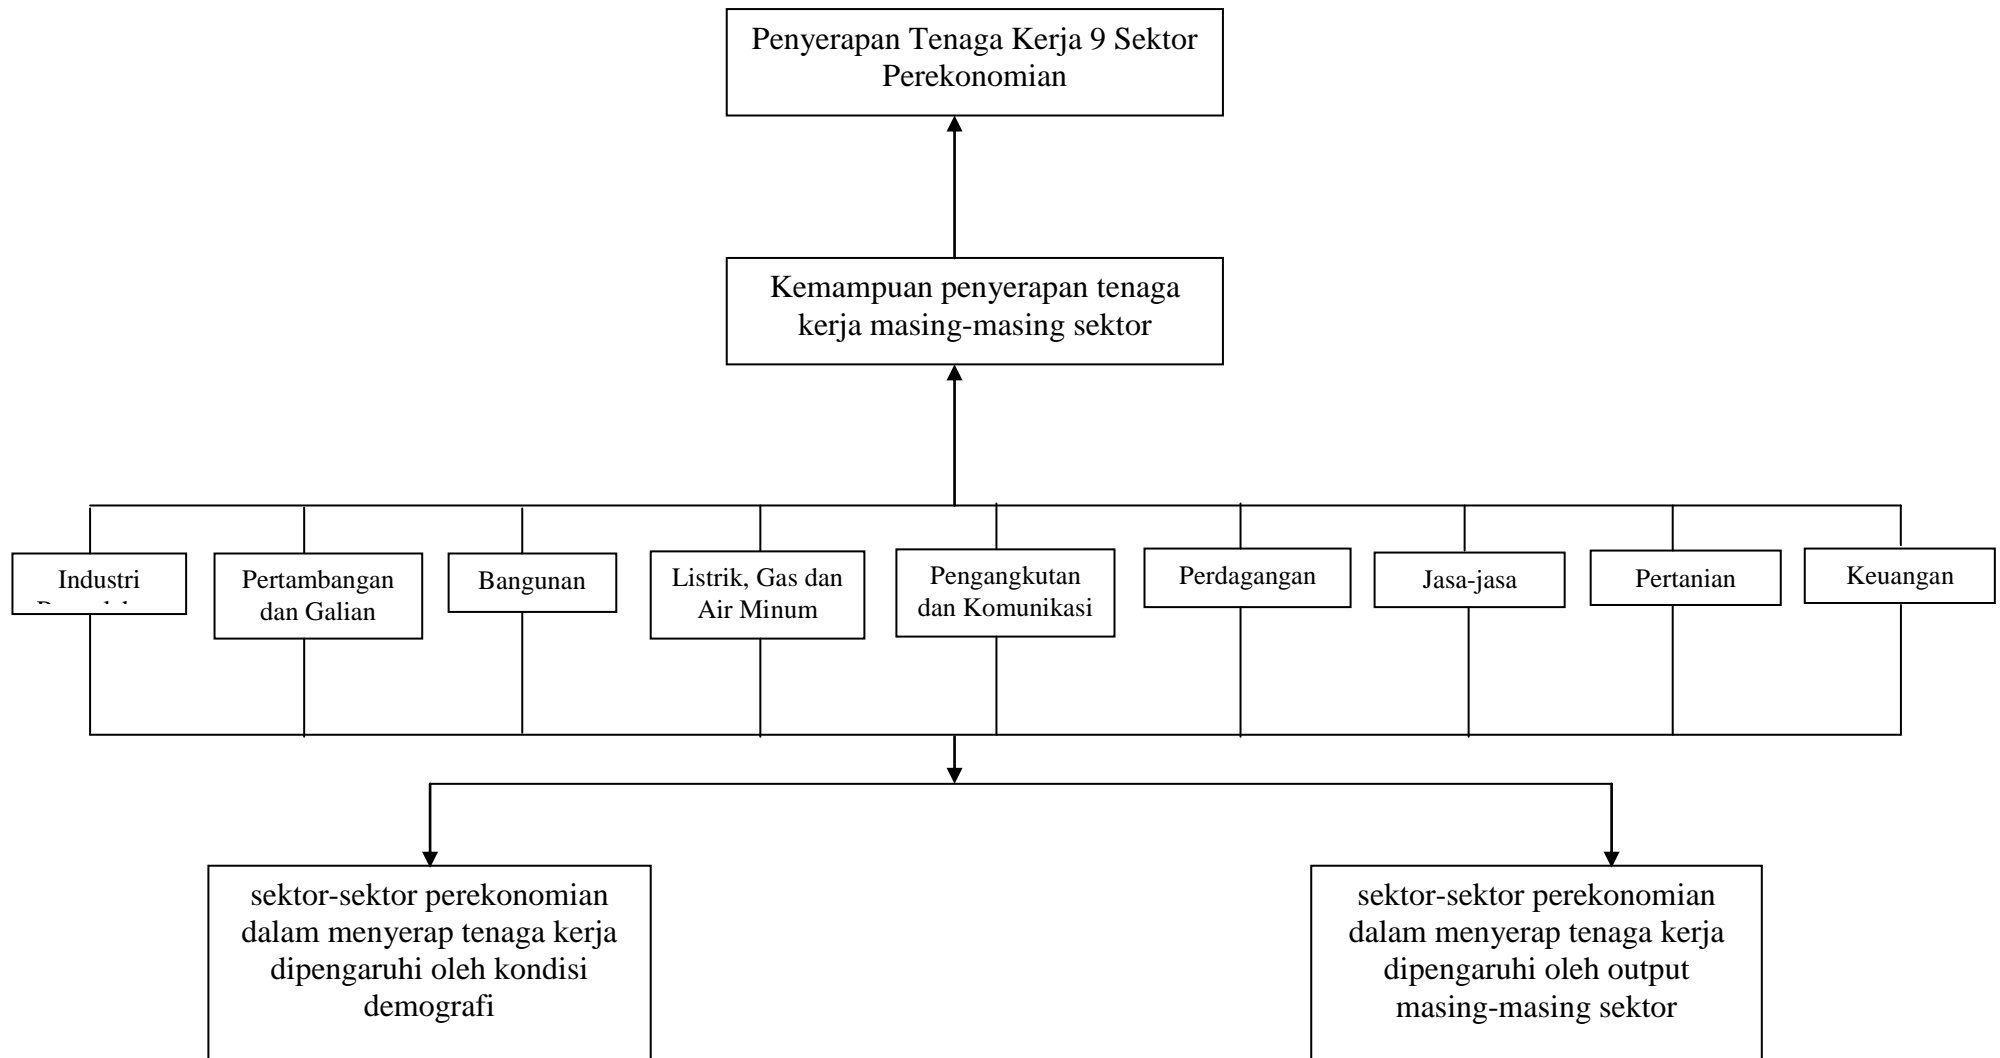 Penyerapan Tenaga Kerja 9 Sektor
Perekonomian
Kemampuan penyerapan tenaga
kerja masing-masing sektor
Industri
Pertambangan
dan Galian
Bangunan
Listrik, Gas dan
Air Minum
Pengangkutan
dan Komunikasi
Perdagangan
Jasa-jasa
Pertanian
Keuangan
sektor-sektor perekonomian
dalam menyerap tenaga kerja
dipengaruhi oleh kondisi
demografi
sektor-sektor perekonomian
dalam menyerap tenaga kerja
dipengaruhi oleh output
masing-masing sektor